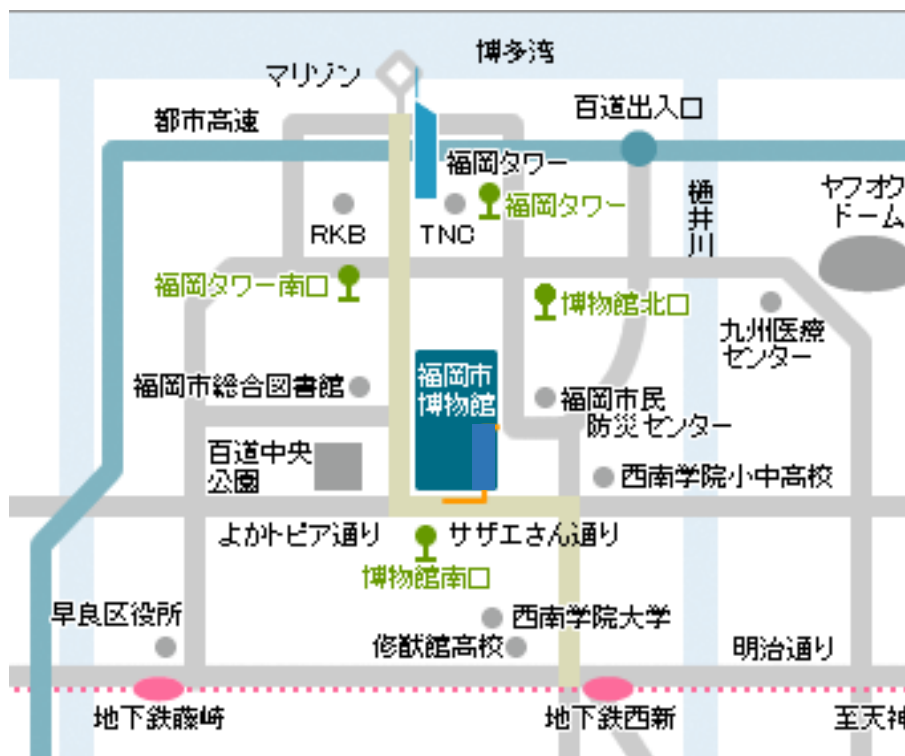 博多湾
マリゾン
百道出入口
都市高速
福岡タワー
樋井川
ヤフオク
ドーム
福岡タワー
RKB
TNC
福岡タワー南口
博物館北口
九州医療
センター
福岡市
博物館
福岡市総合図書館
福岡市民
防災センター
百道中央
公園
西南学院小中高校
よかトピア通り
サザエさん通り
博物館南口
早良区役所
西南学院大学
修猷館高校
明治通り
地下鉄藤崎
地下鉄西新
至天神